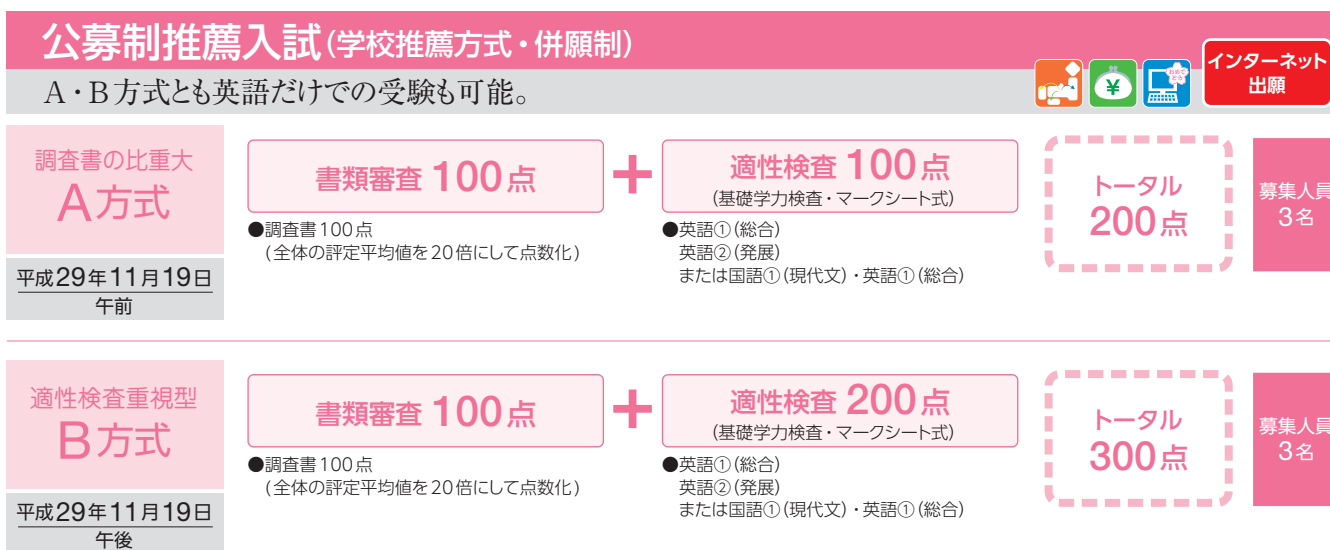 公募制推薦入試(学校推薦方式・併願制)
A・B方式とも英語だけでの受験も可能。
おめでとう
インターネット
出願
調査書の比重大
A方式
平成29年11月19日
午前
書類審査 100点
●調査書100点
(全体の評定平均値を20倍にして点数化)
+
適性検査 100点
(基礎学力検査・マークシート式)
●英語①(総合)
英語②(発展)
または国語①(現代文)・英語①(総合)
トータル
200点
募集人員
3名
適性検査重視型
B方式
平成29年11月19日
午後
書類審査 100点
●調査書100点
(全体の評定平均値を20倍にして点数化)
+
適性検査 200点
(基礎学力検査・マークシート式)
●英語①(総合)
英語②(発展)
または国語①(現代文)・英語①(総合)
トータル
300点
募集人員
3名